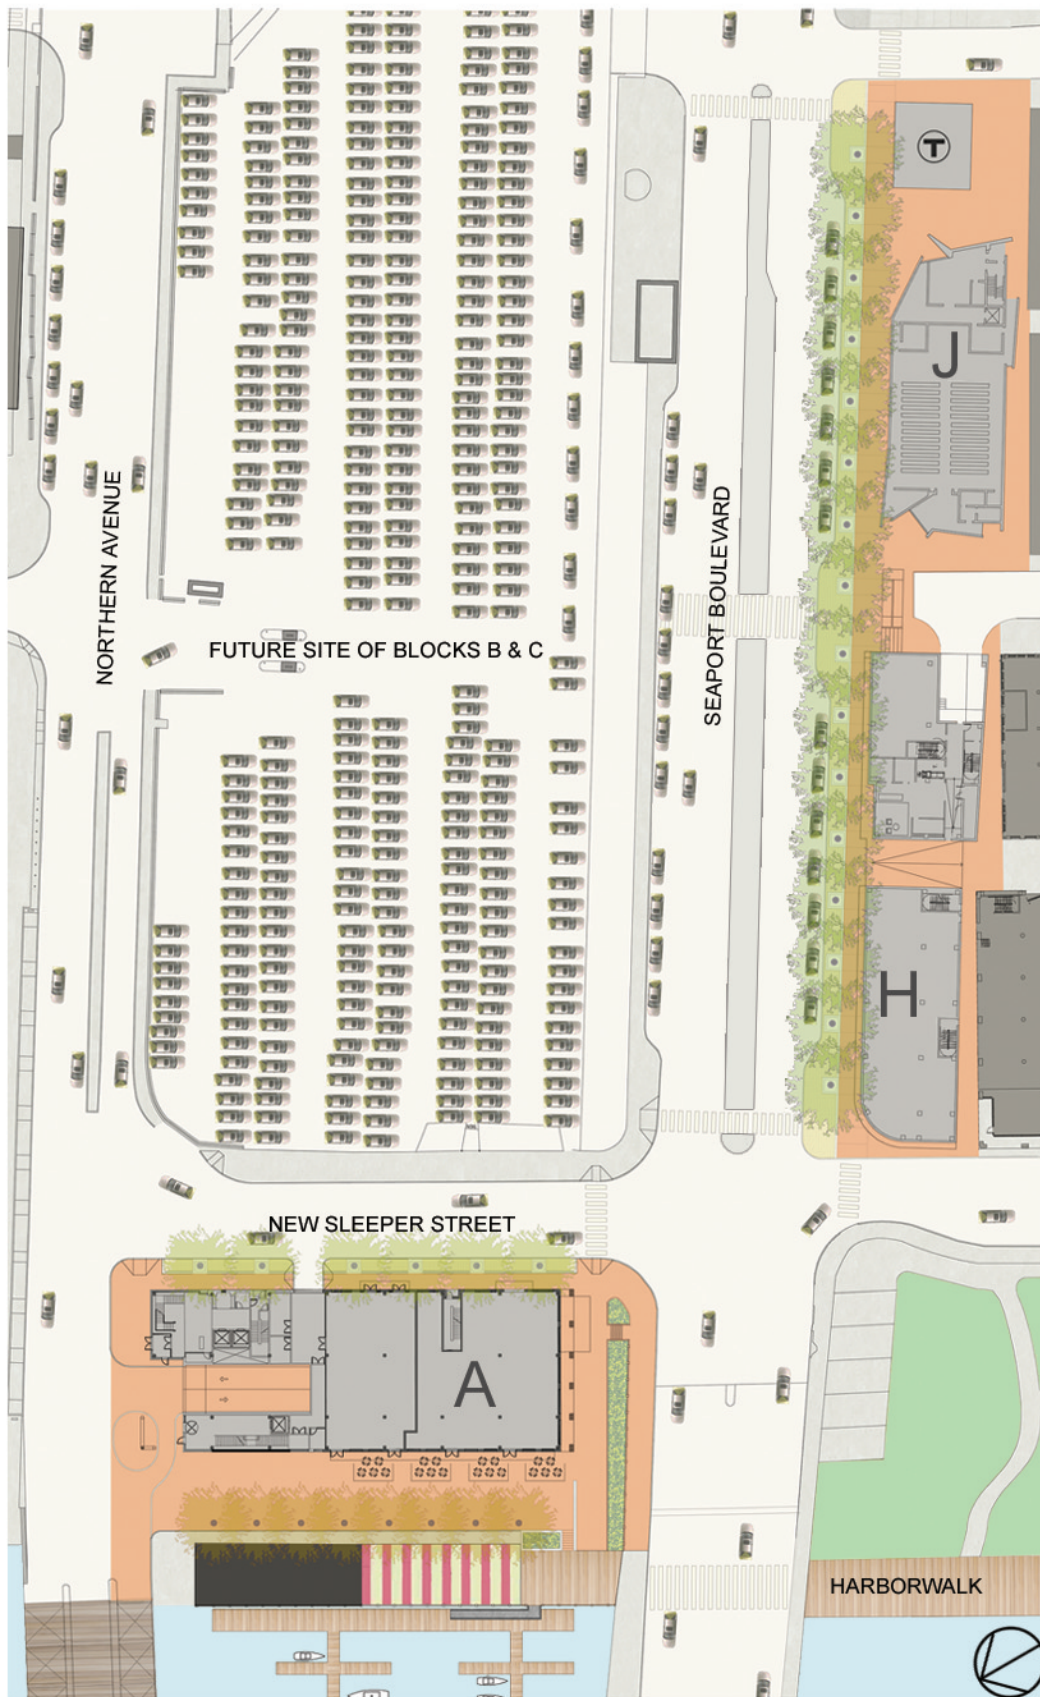 T
J
NORTHERN AVENUE
SEAPORT BOULEVARD
FUTURE SITE OF BLOCKS B & C
H
NEW SLEEPER STREET
A
HARBORWALK